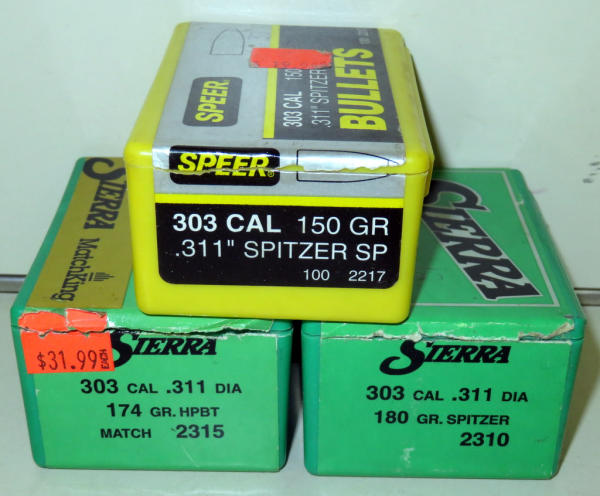 SPEER
303 CAL 150
.311" SPITZER
BULLETS
SPEER
303 CAL 150 GR
.311" SPITZER SP
100 2217
SIERRA
MatchKing
$31.99 EACH
SIERRA
303 CAL .311 DIA
174 GR. HPBT
MATCH 2315
SIERRA
SIERRA
303 CAL .311 DIA
180 GR. SPITZER
2310